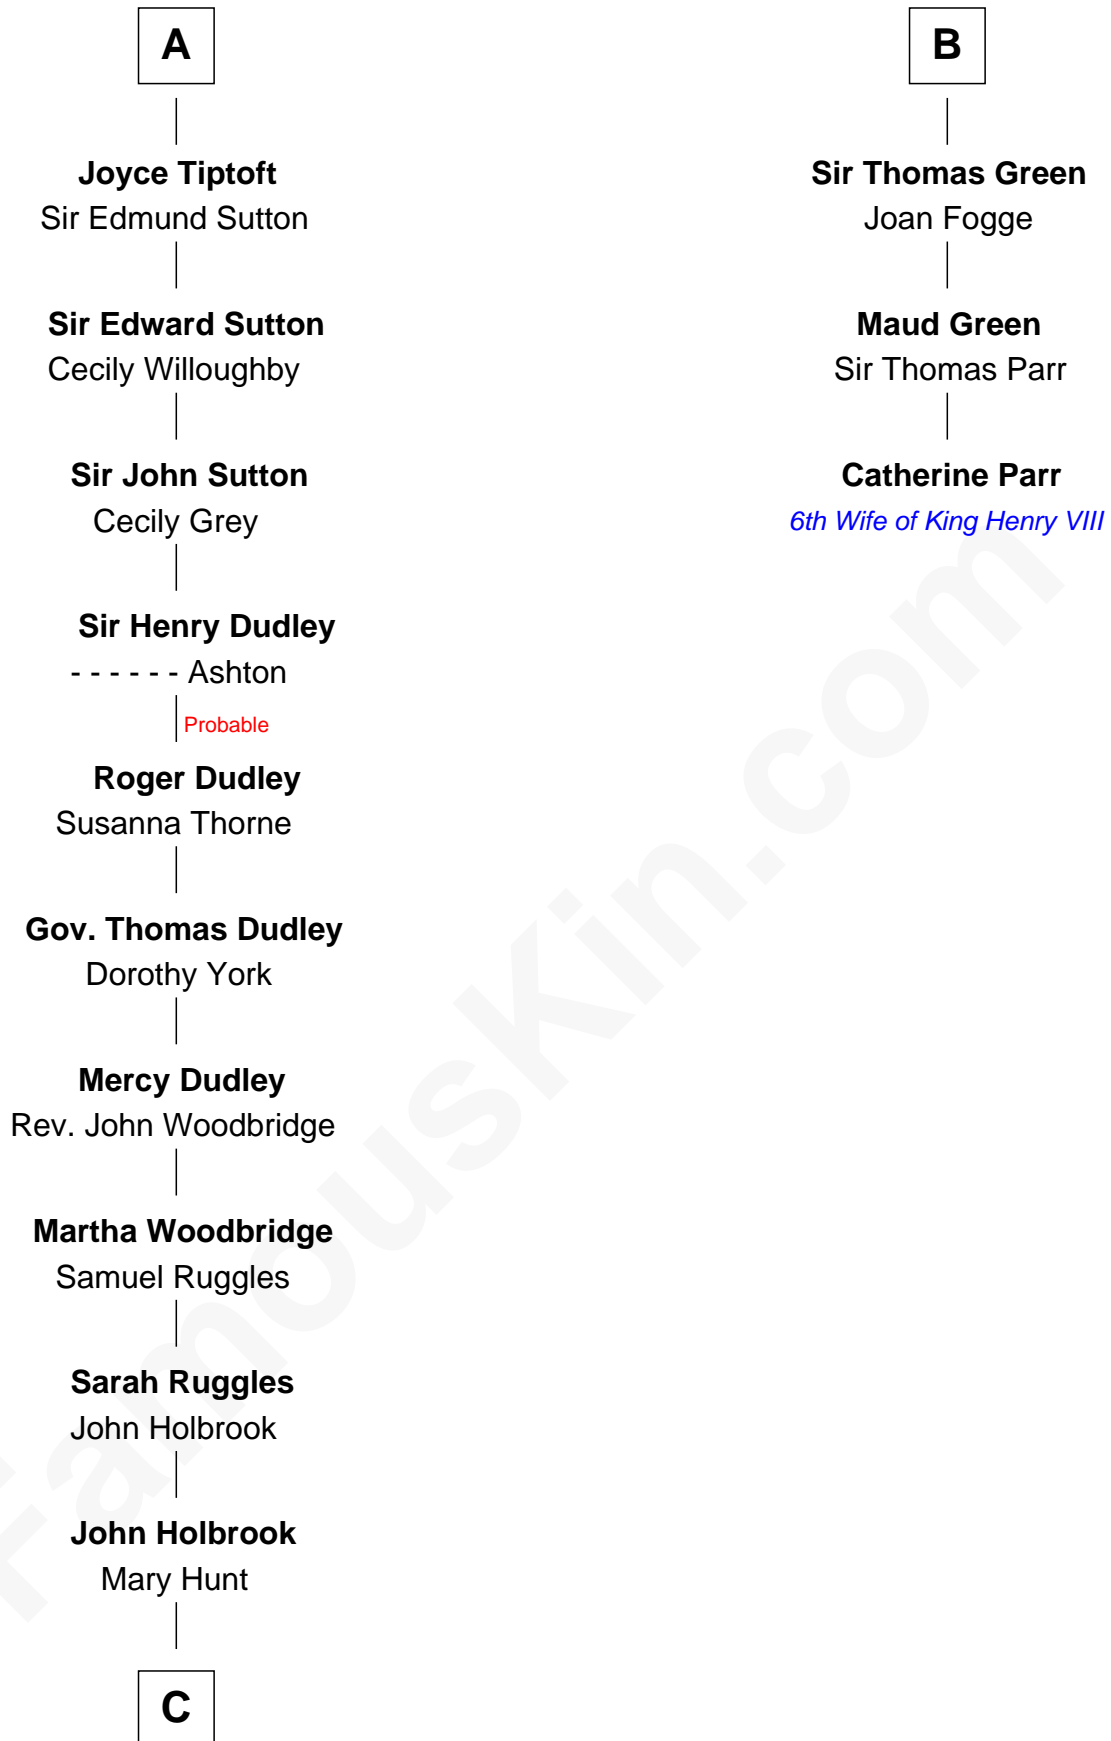 A
Joyce Tiptoft
Sir Edmund Sutton
Sir Edward Sutton
Cecily Willoughby
Sir John Sutton
Cecily Grey
Sir Henry Dudley
- - - - - - Ashton
Probable
Roger Dudley
Susanna Thorne
Gov. Thomas Dudley
Dorothy York
Mercy Dudley
Rev. John Woodbridge
Martha Woodbridge
Samuel Ruggles
Sarah Ruggles
John Holbrook
John Holbrook
Mary Hunt
C
B
Sir Thomas Green
Joan Fogge
Maud Green
Sir Thomas Parr
Catherine Parr
6th Wife of King Henry VIII
FamousKin.com